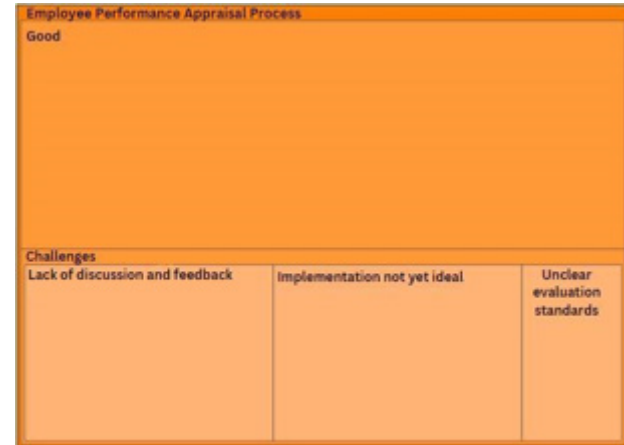 Employee Performance Appraisal Process
Good
Challenges
Lack of discussion and feedback
Implementation not yet ideal
Unclear
evaluation
standards